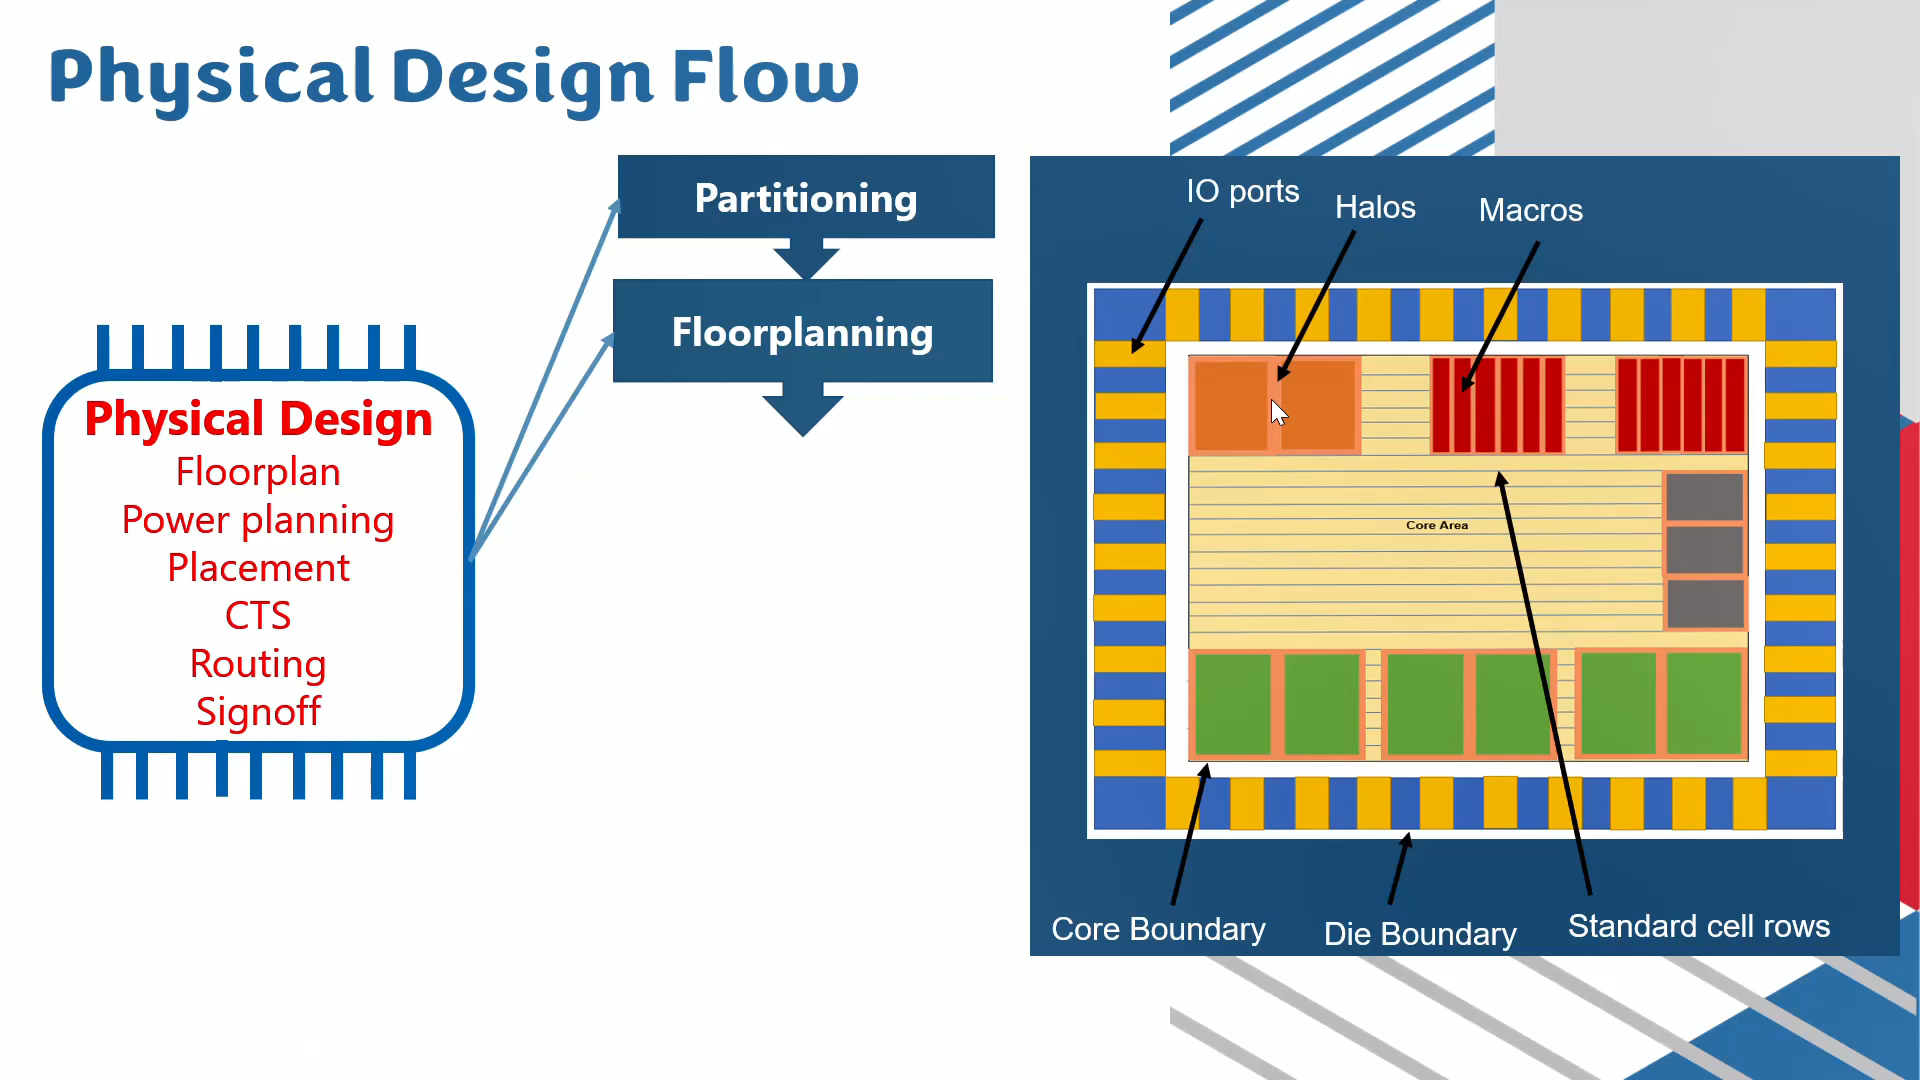 Physical Design Flow
Partitioning
Floorplanning
Physical Design
Floorplan
Power planning
Placement
CTS
Routing
Signoff
IO ports
Halos
Macros
Core Area
Core Boundary
Die Boundary
Standard cell rows